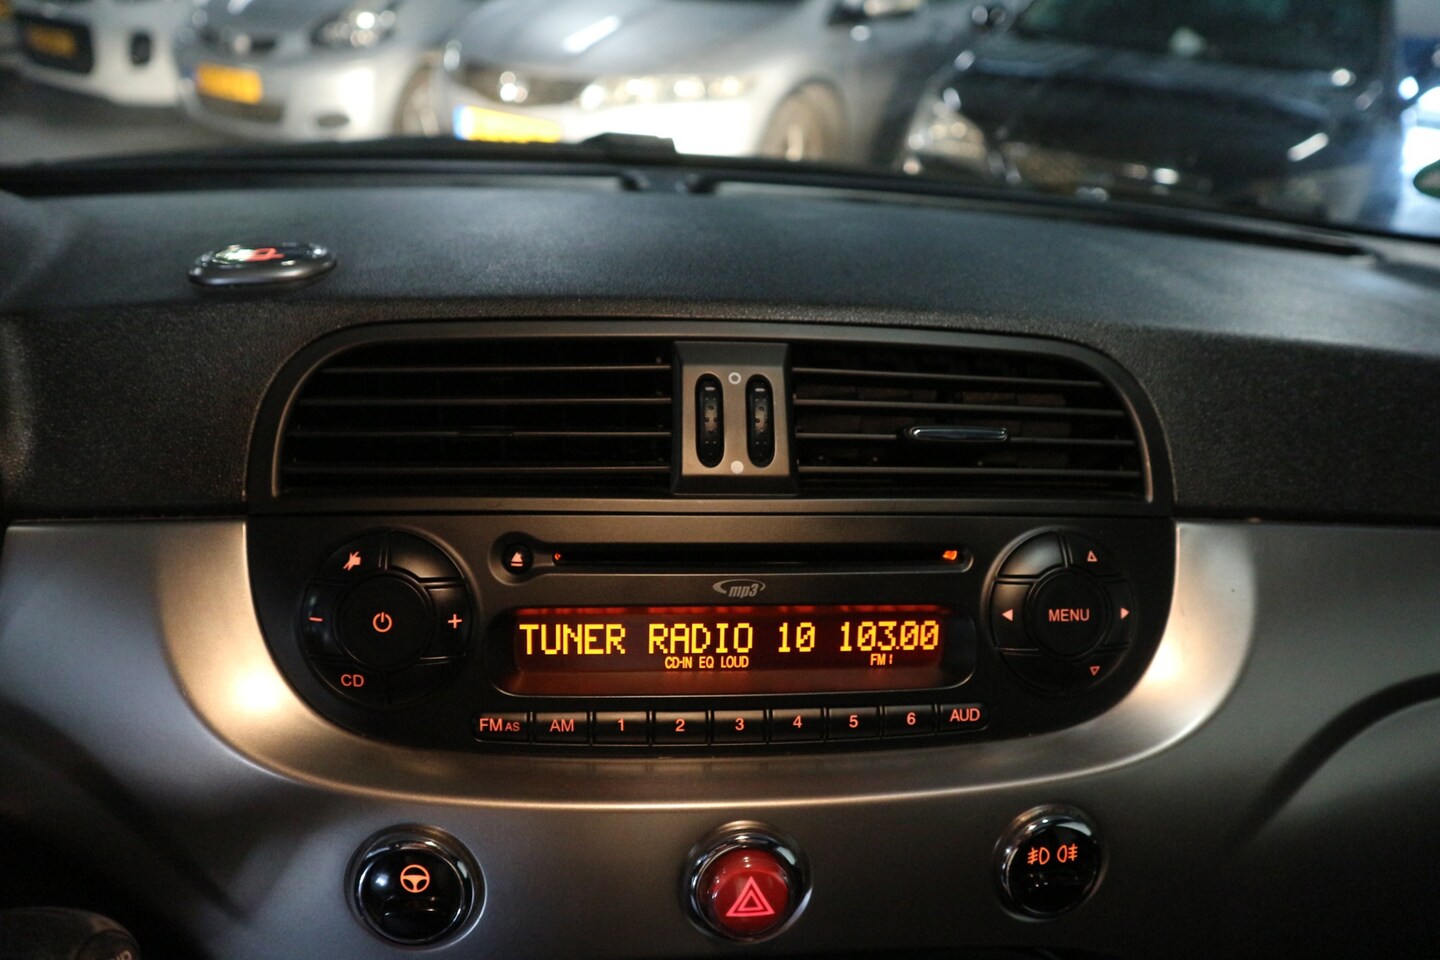 mp3
TUNER RADIO 10 103.00
CD-IN EQ LOUD FM1
MENU
CD
FM AS AM 1 2 3 4 5 6 AUD